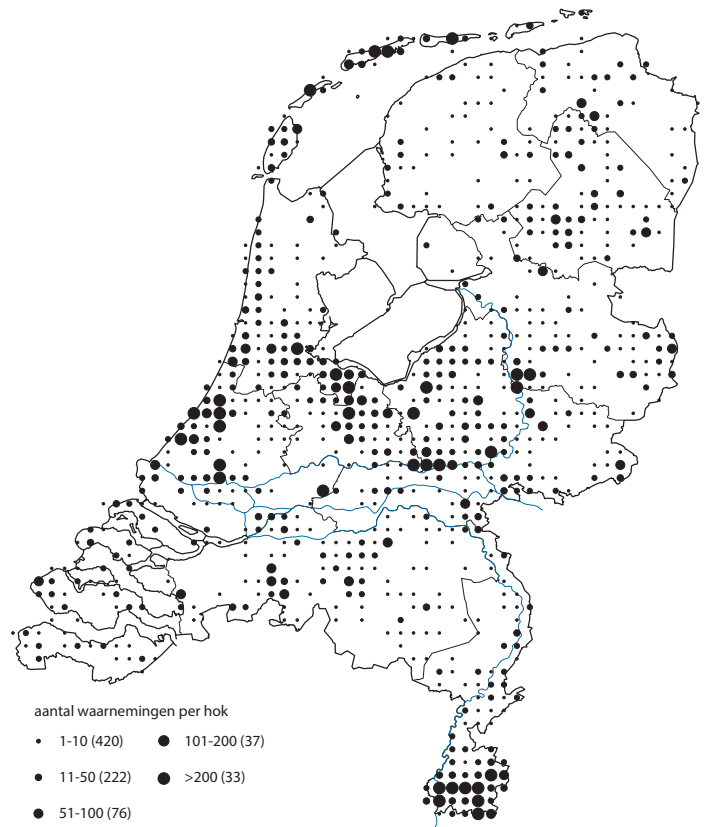 aantal waarnemingen per hok
1-10 (420) 101-200 (37)
11-50 (222) >200 (33)
51-100 (76)